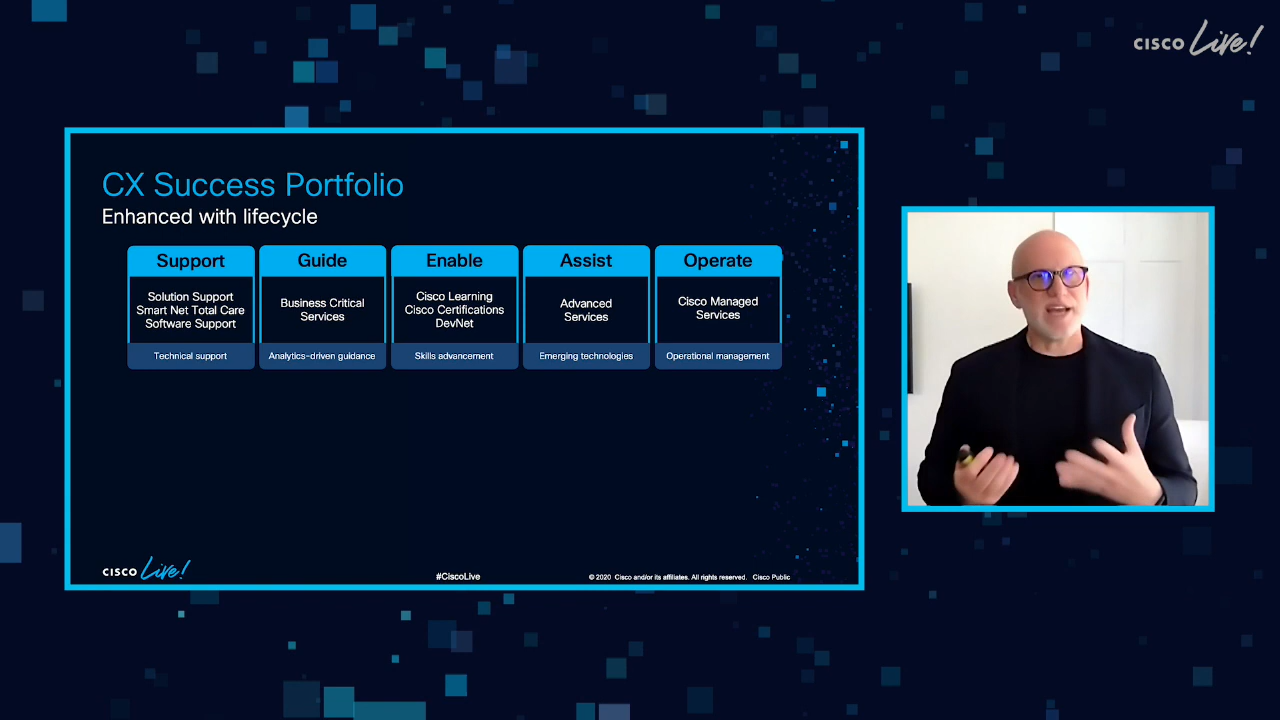 CISCO Live!
CX Success Portfolio
Enhanced with lifecycle
Support
Solution Support
Smart Net Total Care
Software Support
Technical support
Guide
Business Critical
Services
Analytics-driven guidance
Enable
Cisco Learning
Cisco Certifications
DevNet
Skills advancement
Assist
Advanced
Services
Emerging technologies
Operate
Cisco Managed
Services
Operational management
CISCO Live!
#CiscoLive
© 2020 Cisco and/or its affiliates. All rights reserved. Cisco Public